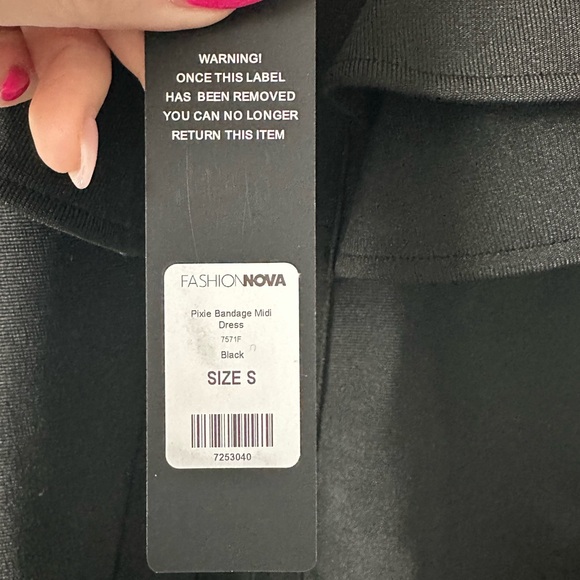 WARNING!
ONCE THIS LABEL
HAS BEEN REMOVED
YOU CAN NO LONGER
RETURN THIS ITEM
FASHIONNOVA
Pixie Bandage Midi
Dress
7571F
Black
SIZE S
7253040